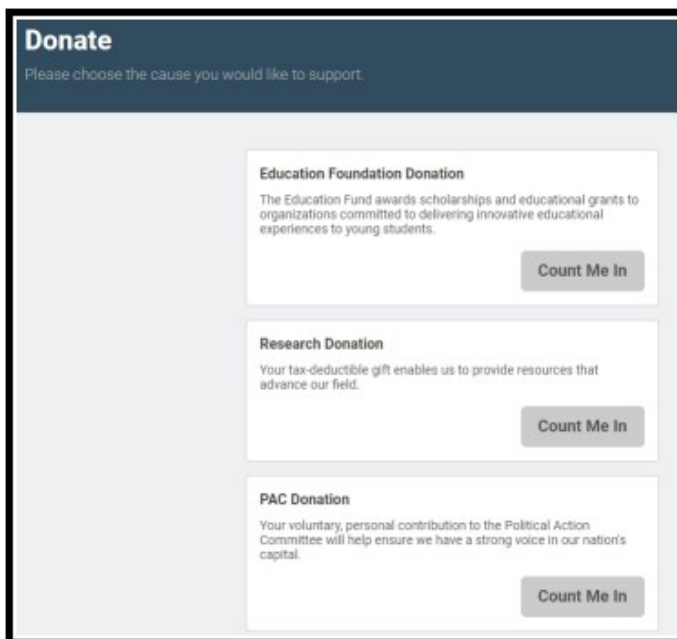 Donate
Please choose the cause you would like to support.
Education Foundation Donation
The Education Fund awards scholarships and educational grants to
organizations committed to delivering innovative educational
experiences to young students.
Count Me In
Research Donation
Your tax-deductible gift enables us to provide resources that
advance our field.
Count Me In
PAC Donation
Your voluntary, personal contribution to the Political Action
Committee will help ensure we have a strong voice in our nation's
capital.
Count Me In